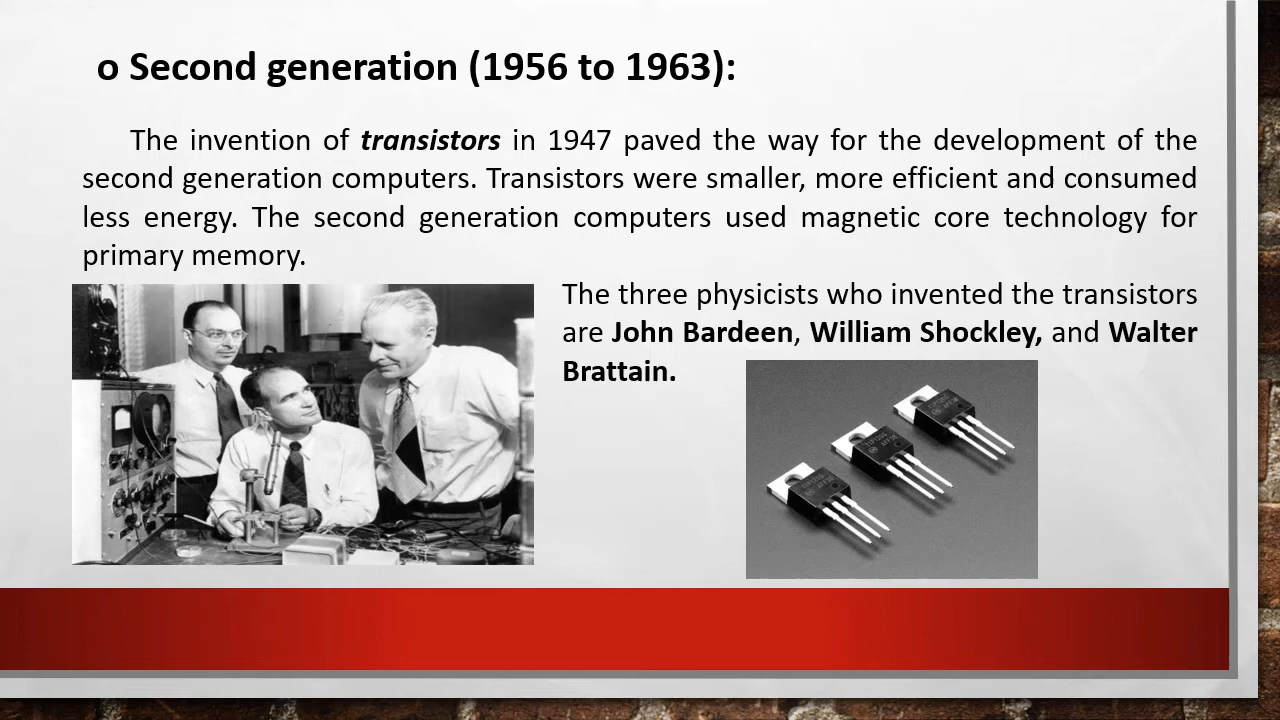 o Second generation (1956 to 1963):
The invention of transistors in 1947 paved the way for the development of the
second generation computers. Transistors were smaller, more efficient and consumed
less energy. The second generation computers used magnetic core technology for
primary memory.
The three physicists who invented the transistors
are John Bardeen, William Shockley, and Walter
Brattain.